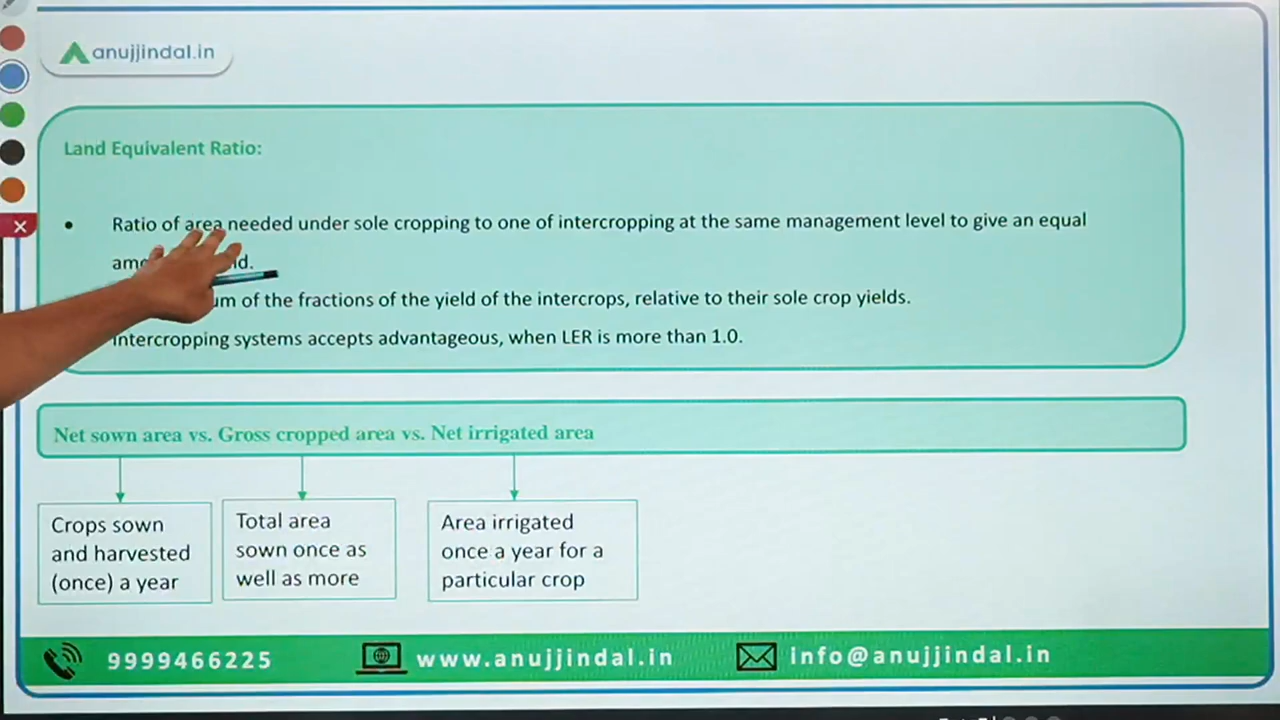 anujjindal.in
Land Equivalent Ratio:
• Ratio of area needed under sole cropping to one of intercropping at the same management level to give an equal
of the fractions of the yield of the intercrops, relative to their sole crop yields.
Intercropping systems accepts advantageous, when LER is more than 1.0.
Net sown area vs. Gross cropped area vs. Net irrigated area
Crops sown
and harvested
(once) a year
Total area
sown once as
well as more
Area irrigated
once a year for a
particular crop
9999466225
www.anujjindal.in
info@anujjindal.in